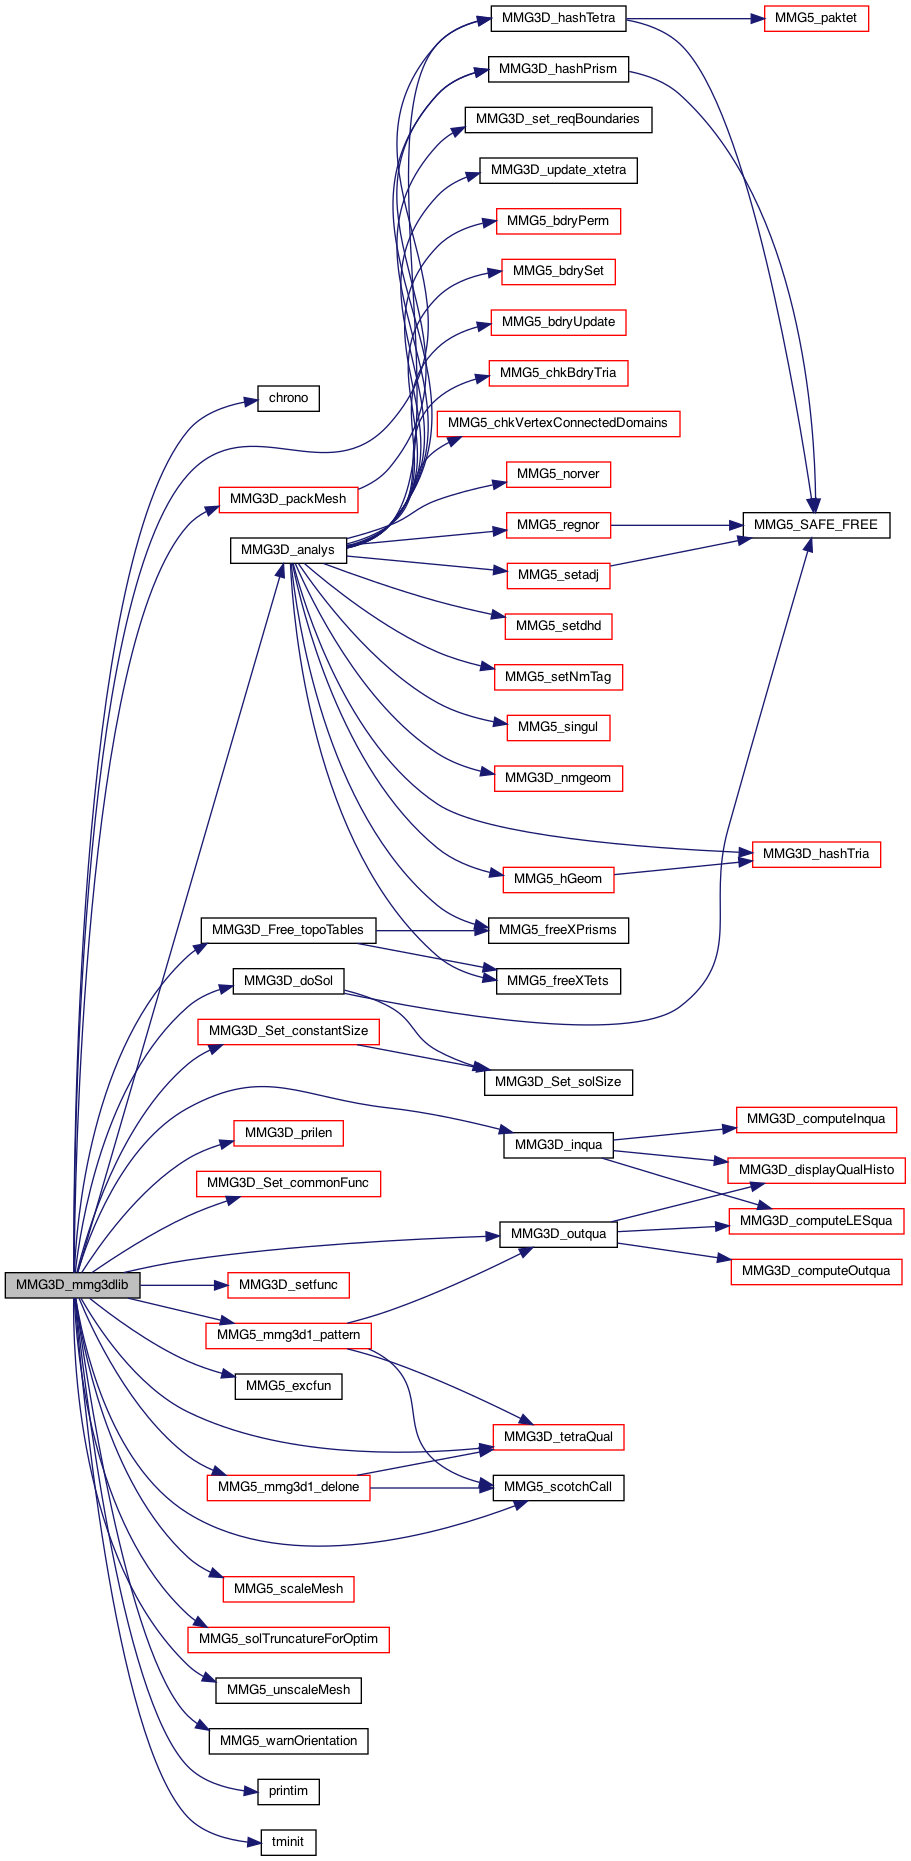 MMG3D_hashTetra
MMG5_paktet
MMG3D_hashPrism
MMG3D_set_reqBoundaries
MMG3D_update_xtetra
MMG5_bdryPerm
MMG5_bdrySet
MMG5_bdryUpdate
MMG5_chkBdryTria
chrono
MMG5_chkVertexConnectedDomains
MMG5_norver
MMG3D_packMesh
MMG5_regnor
MMG5_SAFE_FREE
MMG3D_analys
MMG5_setadj
MMG5_setdhd
MMG5_setNmTag
MMG5_singul
MMG3D_nmgeom
MMG3D_hashTria
MMG5_hGeom
MMG3D_Free_topoTables
MMG5_freeXPrisms
MMG3D_doSol
MMG5_freeXTets
MMG3D_Set_constantSize
MMG3D_Set_solSize
MMG3D_computeInqua
MMG3D_prilen
MMG3D_inqua
MMG3D_displayQualHisto
MMG3D_Set_commonFunc
MMG3D_computeLESqua
MMG3D_outqua
MMG3D_computeOutqua
MMG3D_mmg3dlib
MMG3D_setfunc
MMG5_mmg3d1_pattern
MMG5_excfun
MMG3D_tetraQual
MMG5_mmg3d1_delone
MMG5_scotchCall
MMG5_scaleMesh
MMG5_solTruncatureForOptim
MMG5_unscaleMesh
MMG5_warnOrientation
printim
tminit